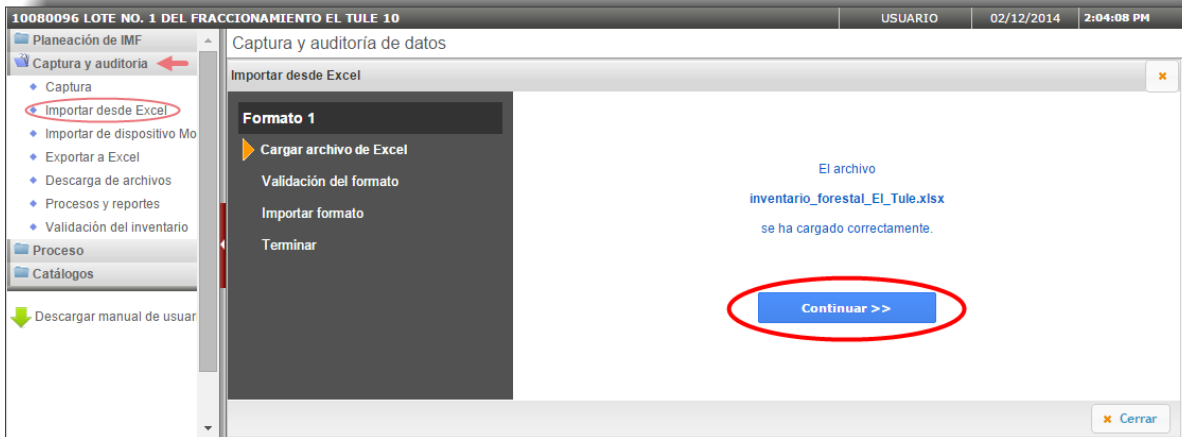 10080096 LOTE NO. 1 DEL FRACCIONAMIENTO EL TULE 10
USUARIO
02/12/2014
2:04:08 PM
Planeación de IMF
Captura y auditoria
Captura
Importar desde Excel
Importar de dispositivo Mo
Exportar a Excel
Descarga de archivos
Procesos y reportes
Validación del inventario
Proceso
Catálogos
Descargar manual de usuar
Captura y auditoría de datos
Importar desde Excel
Formato 1
Cargar archivo de Excel
Validación del formato
Importar formato
Terminar
El archivo
inventario_forestal_El_Tule.xlsx
se ha cargado correctamente.
Continuar >>
Cerrar